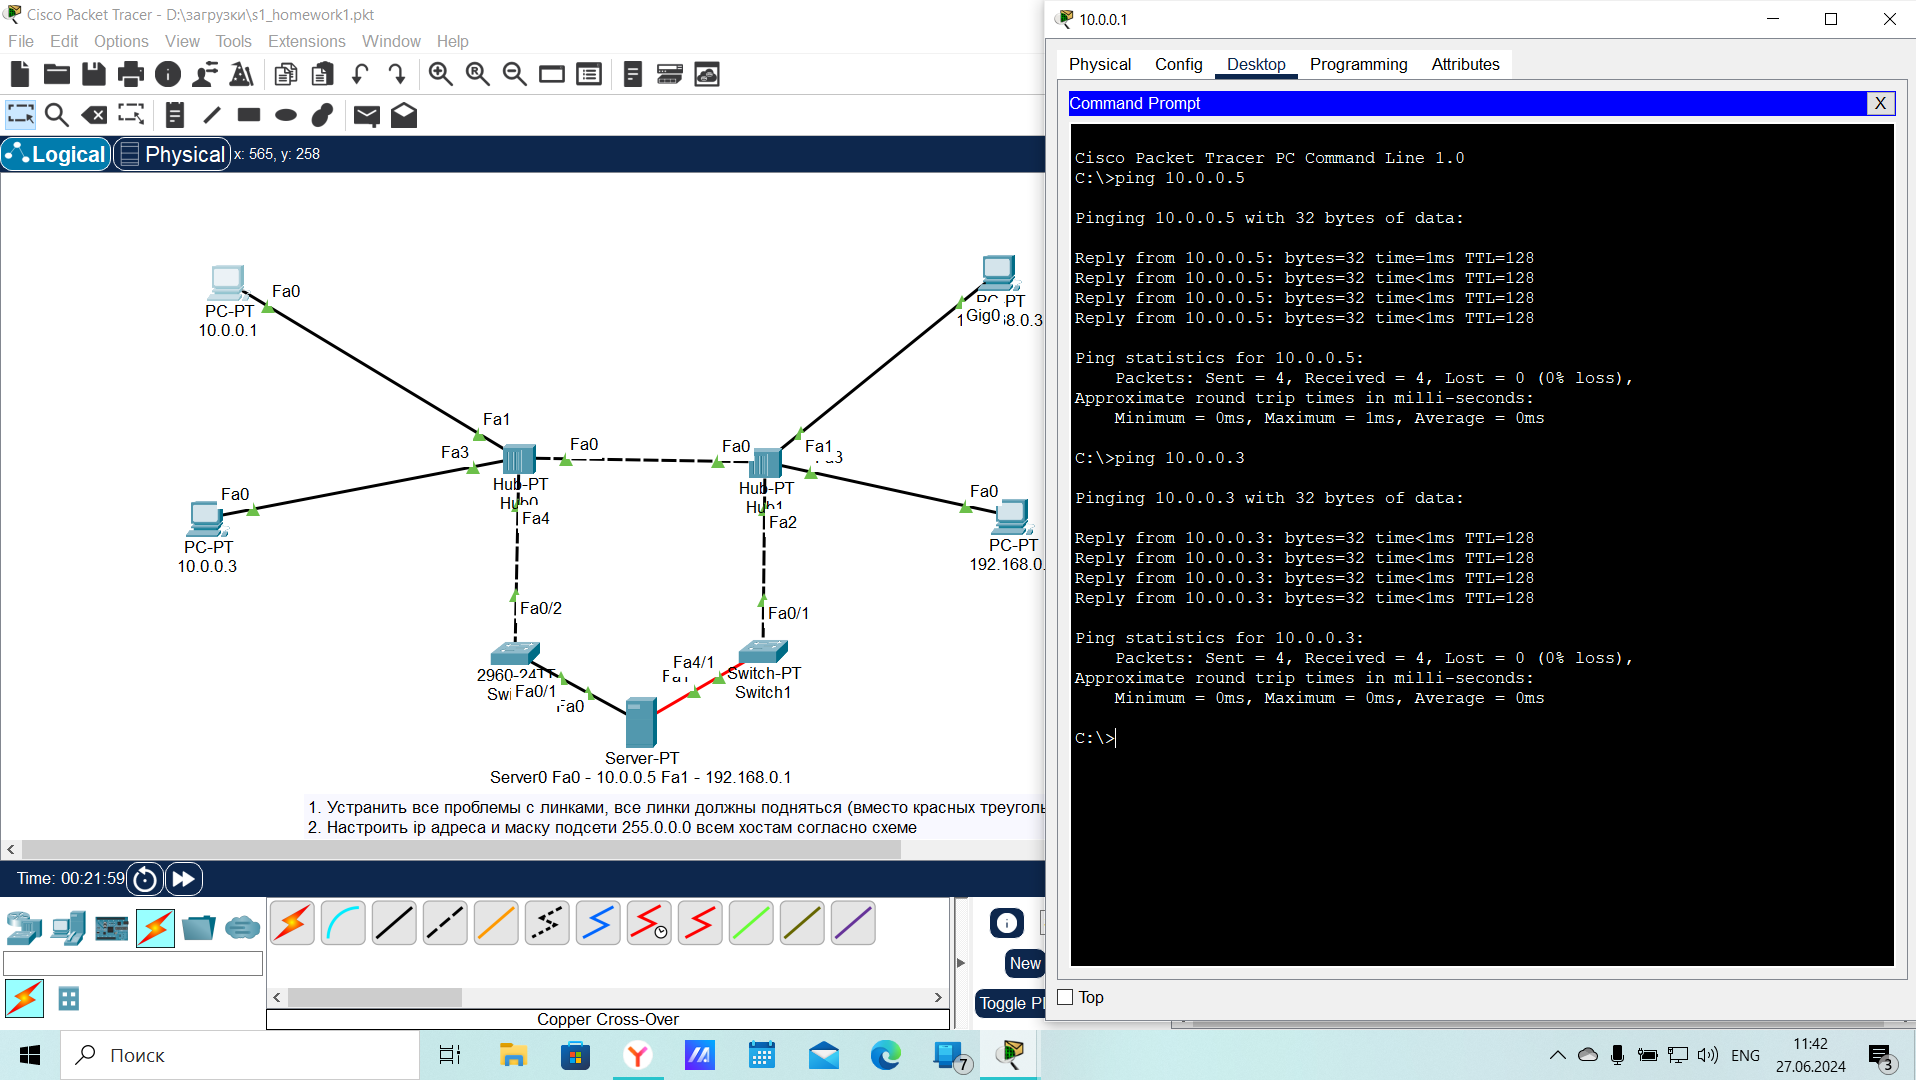 Cisco Packet Tracer - D:\загрузки\s1_homework1.pkt
File Edit Options View Tools Extensions Window Help
Logical
Physical
x: 565, y: 258
Fa0
PC-PT
10.0.0.1
PC-PT
Gig0
8.0.3
Fa1
Fa3
Fa0
Fa0
Fa1
Hub-PT
Hub0
Hub-PT
Hub1
Fa4
Fa2
Fa0
PC-PT
10.0.0.3
Fa0
PC-PT
192.168.0.
Fa0/2
Fa0/1
Fa4/1
Fa1
2960-24TT
Fa0/1
Fa0
Switch-PT
Switch1
Server-PT
Server0 Fa0 - 10.0.0.5 Fa1 - 192.168.0.1
1. Устранить все проблемы с линками, все линки должны подняться (вместо красных треуголь
2. Настроить ip адреса и маску подсети 255.0.0.0 всем хостам согласно схеме
Time: 00:21:59
New
Toggle
Copper Cross-Over
10.0.0.1
Physical Config Desktop Programming Attributes
Command Prompt
X
Cisco Packet Tracer PC Command Line 1.0
C:\>ping 10.0.0.5
Pinging 10.0.0.5 with 32 bytes of data:
Reply from 10.0.0.5: bytes=32 time=1ms TTL=128
Reply from 10.0.0.5: bytes=32 time<1ms TTL=128
Reply from 10.0.0.5: bytes=32 time<1ms TTL=128
Reply from 10.0.0.5: bytes=32 time<1ms TTL=128
Ping statistics for 10.0.0.5:
Packets: Sent = 4, Received = 4, Lost = 0 (0% loss),
Approximate round trip times in milli-seconds:
Minimum = 0ms, Maximum = 1ms, Average = 0ms
C:\>ping 10.0.0.3
Pinging 10.0.0.3 with 32 bytes of data:
Reply from 10.0.0.3: bytes=32 time<1ms TTL=128
Reply from 10.0.0.3: bytes=32 time<1ms TTL=128
Reply from 10.0.0.3: bytes=32 time<1ms TTL=128
Reply from 10.0.0.3: bytes=32 time<1ms TTL=128
Ping statistics for 10.0.0.3:
Packets: Sent = 4, Received = 4, Lost = 0 (0% loss),
Approximate round trip times in milli-seconds:
Minimum = 0ms, Maximum = 0ms, Average = 0ms
C:\>
Top
Поиск
7
ENG
11:42
27.06.2024
3